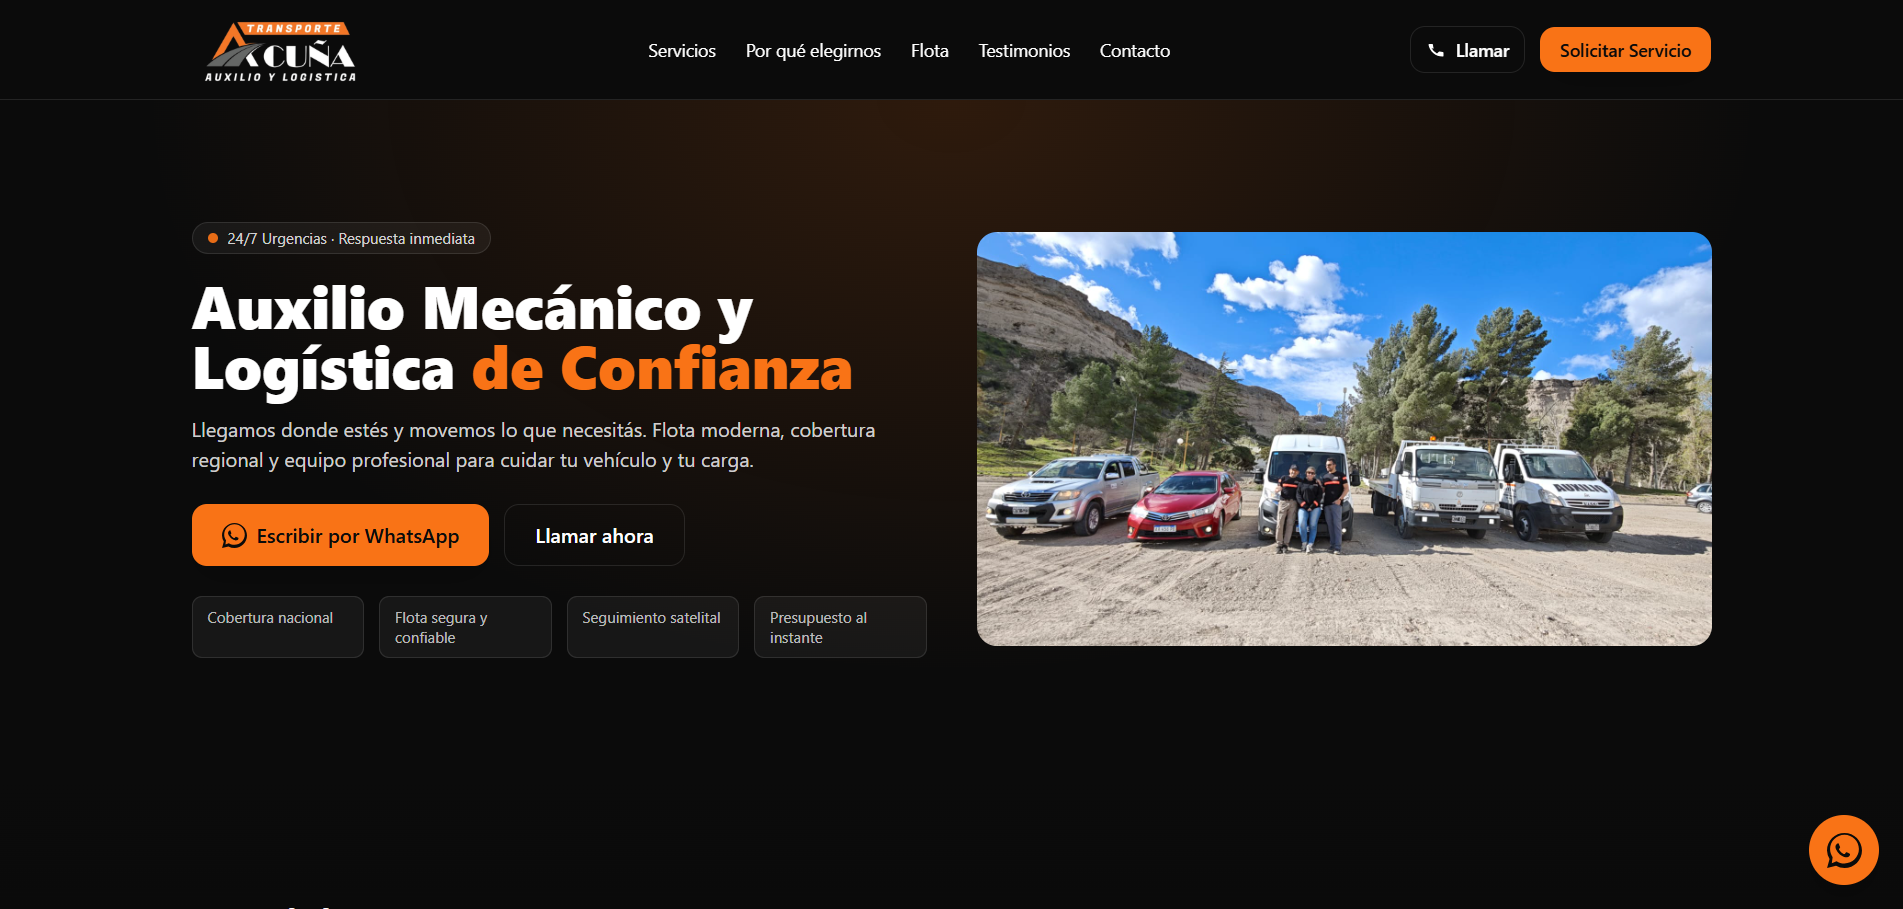 TRANSPORTE
ACUÑA
AUXILIO Y LOGISTICA
Servicios
Por qué elegirnos
Flota
Testimonios
Contacto
Llamar
Solicitar Servicio
24/7 Urgencias · Respuesta inmediata
Auxilio Mecánico y
Logística de Confianza
Llegamos donde estés y movemos lo que necesitás. Flota moderna, cobertura
regional y equipo profesional para cuidar tu vehículo y tu carga.
Escribir por WhatsApp
Llamar ahora
Cobertura nacional
Flota segura y
confiable
Seguimiento satelital
Presupuesto al
instante
AUXILIO